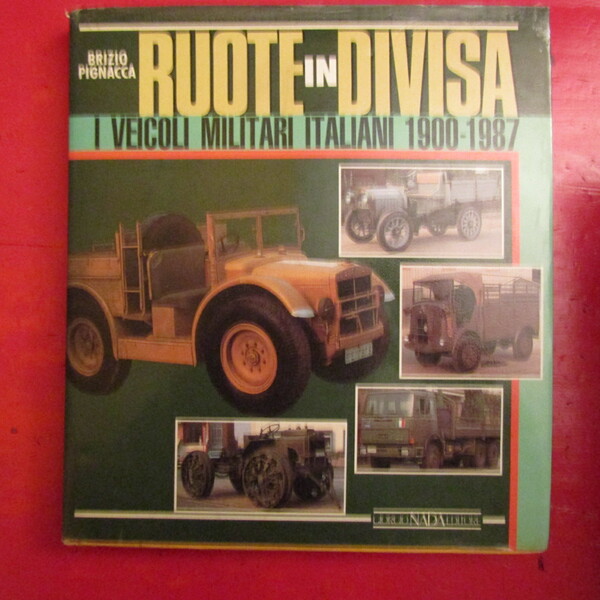 BRIZIO
PIGNACCA
RUOTE IN DIVISA
I VEICOLI MILITARI ITALIANI 1900-1987
GIORGIO NADA EDITORE